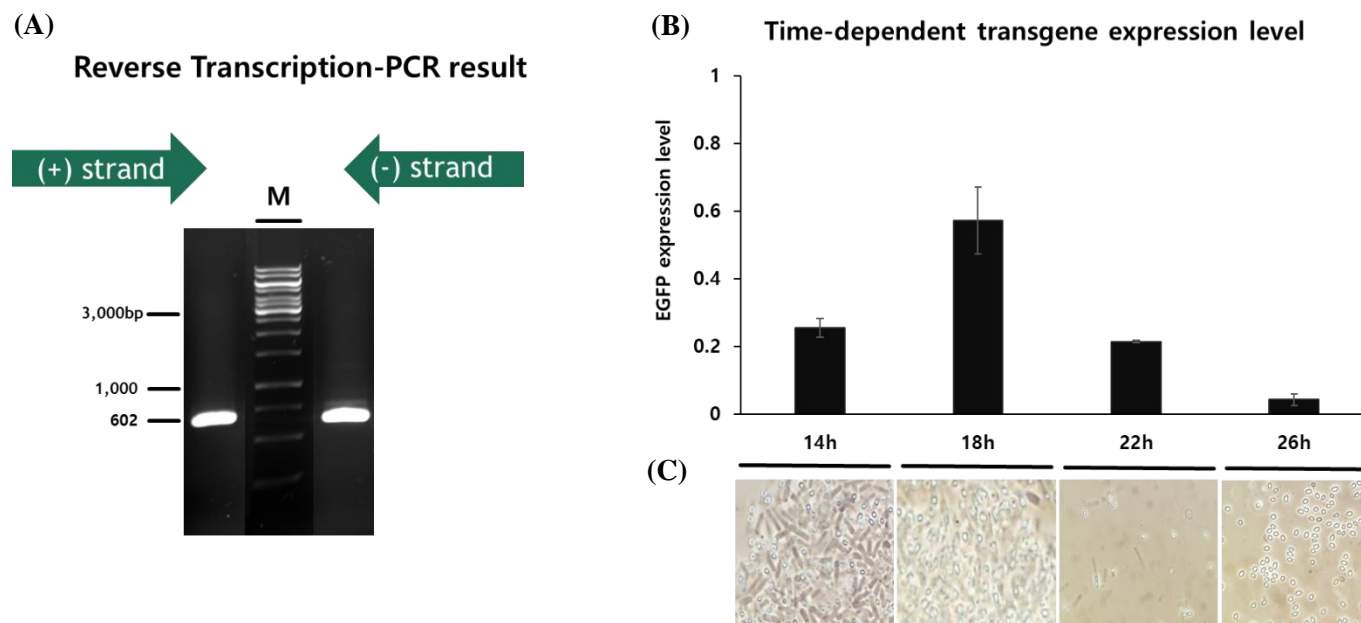 (A)
Reverse Transcription-PCR result
(+) strand
(-) strand
M
3,000bp
1,000
602
(B)
Time-dependent transgene expression level
EGFP expression level
1
0.8
0.6
0.4
0.2
0
14h 18h 22h 26h
(C)